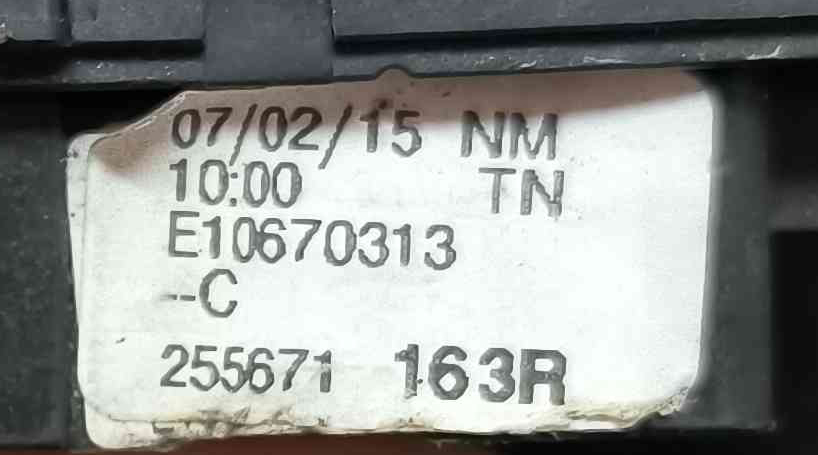 07/02/15 NM
10:00 TN
E10670313
--C
255671 163R